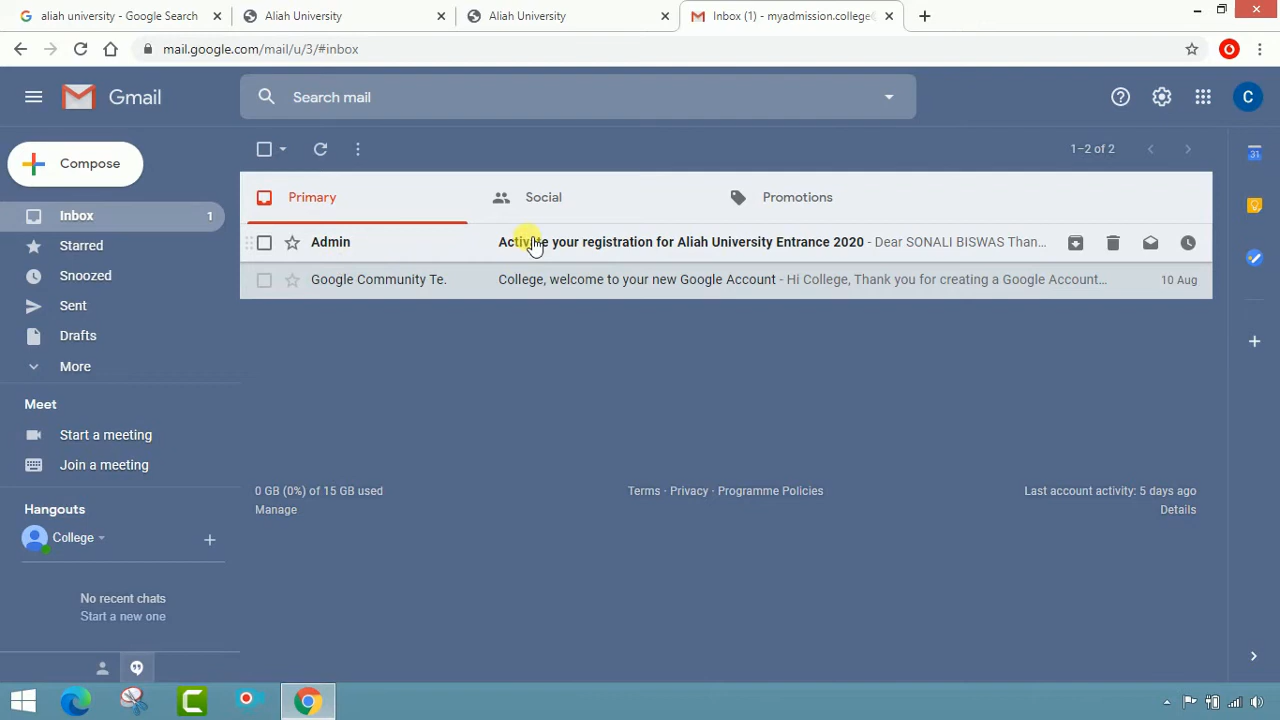 aliah university - Google Search
Aliah University
Aliah University
Inbox (1) - myadmission.college
mail.google.com/mail/u/3/#inbox
Gmail
Search mail
C
Compose
1–2 of 2
Primary
Social
Promotions
Inbox 1
Admin
Activate your registration for Aliah University Entrance 2020 - Dear SONALI BISWAS Than...
Starred
Google Community Te.
College, welcome to your new Google Account - Hi College, Thank you for creating a Google Account...
10 Aug
Snoozed
Sent
Drafts
More
Meet
Start a meeting
Join a meeting
0 GB (0%) of 15 GB used
Manage
Terms · Privacy · Programme Policies
Last account activity: 5 days ago
Details
Hangouts
College
No recent chats
Start a new one
31